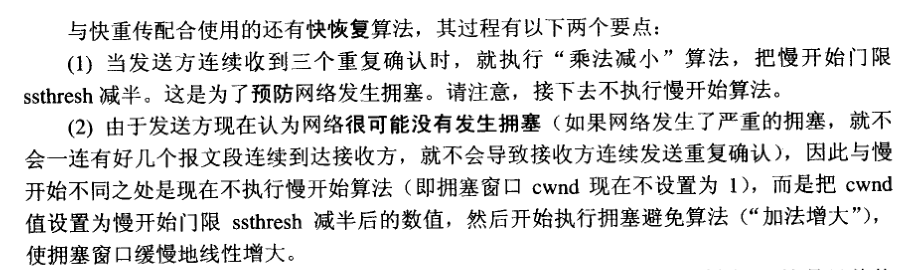 与快重传配合使用的还有快恢复算法，其过程有以下两个要点：
(1) 当发送方连续收到三个重复确认时，就执行“乘法减小”算法，把慢开始门限
ssthresh 减半。这是为了预防网络发生拥塞。请注意，接下去不执行慢开始算法。
(2) 由于发送方现在认为网络很可能没有发生拥塞（如果网络发生了严重的拥塞，就不
会一连有好几个报文段连续到达接收方，就不会导致接收方连续发送重复确认），因此与慢
开始不同之处是现在不执行慢开始算法（即拥塞窗口 cwnd 现在不设置为 1），而是把 cwnd
值设置为慢开始门限 ssthresh 减半后的数值，然后开始执行拥塞避免算法（“加法增大”），
使拥塞窗口缓慢地线性增大。